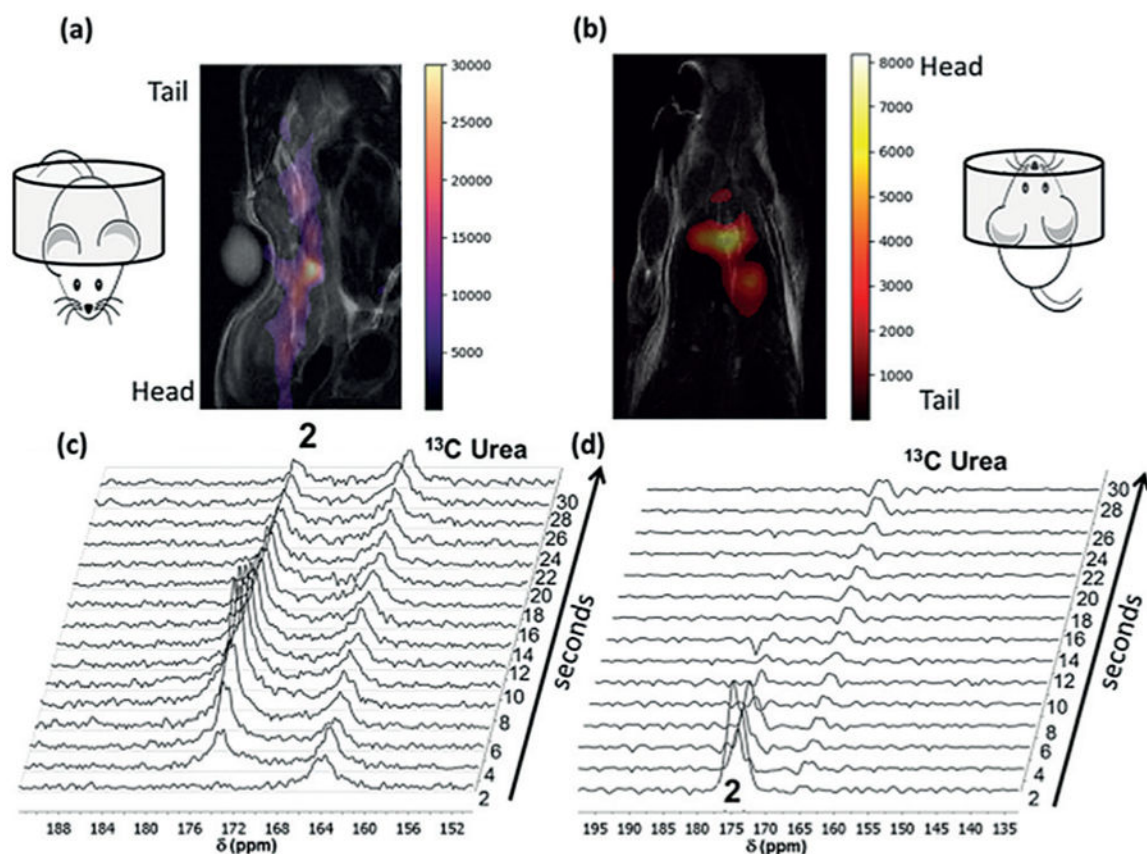 (a)
Tail
Head
30000
25000
20000
15000
10000
5000
(b)
Head
Tail
8000
7000
6000
5000
4000
3000
2000
1000
(c)
2
¹³C Urea
30
28
26
24
22
20
18
16
14
12
10
8
6
4
2
seconds
188 184 180 176 172 168 164 160 156 152
δ (ppm)
(d)
¹³C Urea
30
28
26
24
22
20
18
16
14
12
10
8
6
4
2
seconds
2
195 190 185 180 175 170 165 160 155 150 145 140 135
δ (ppm)